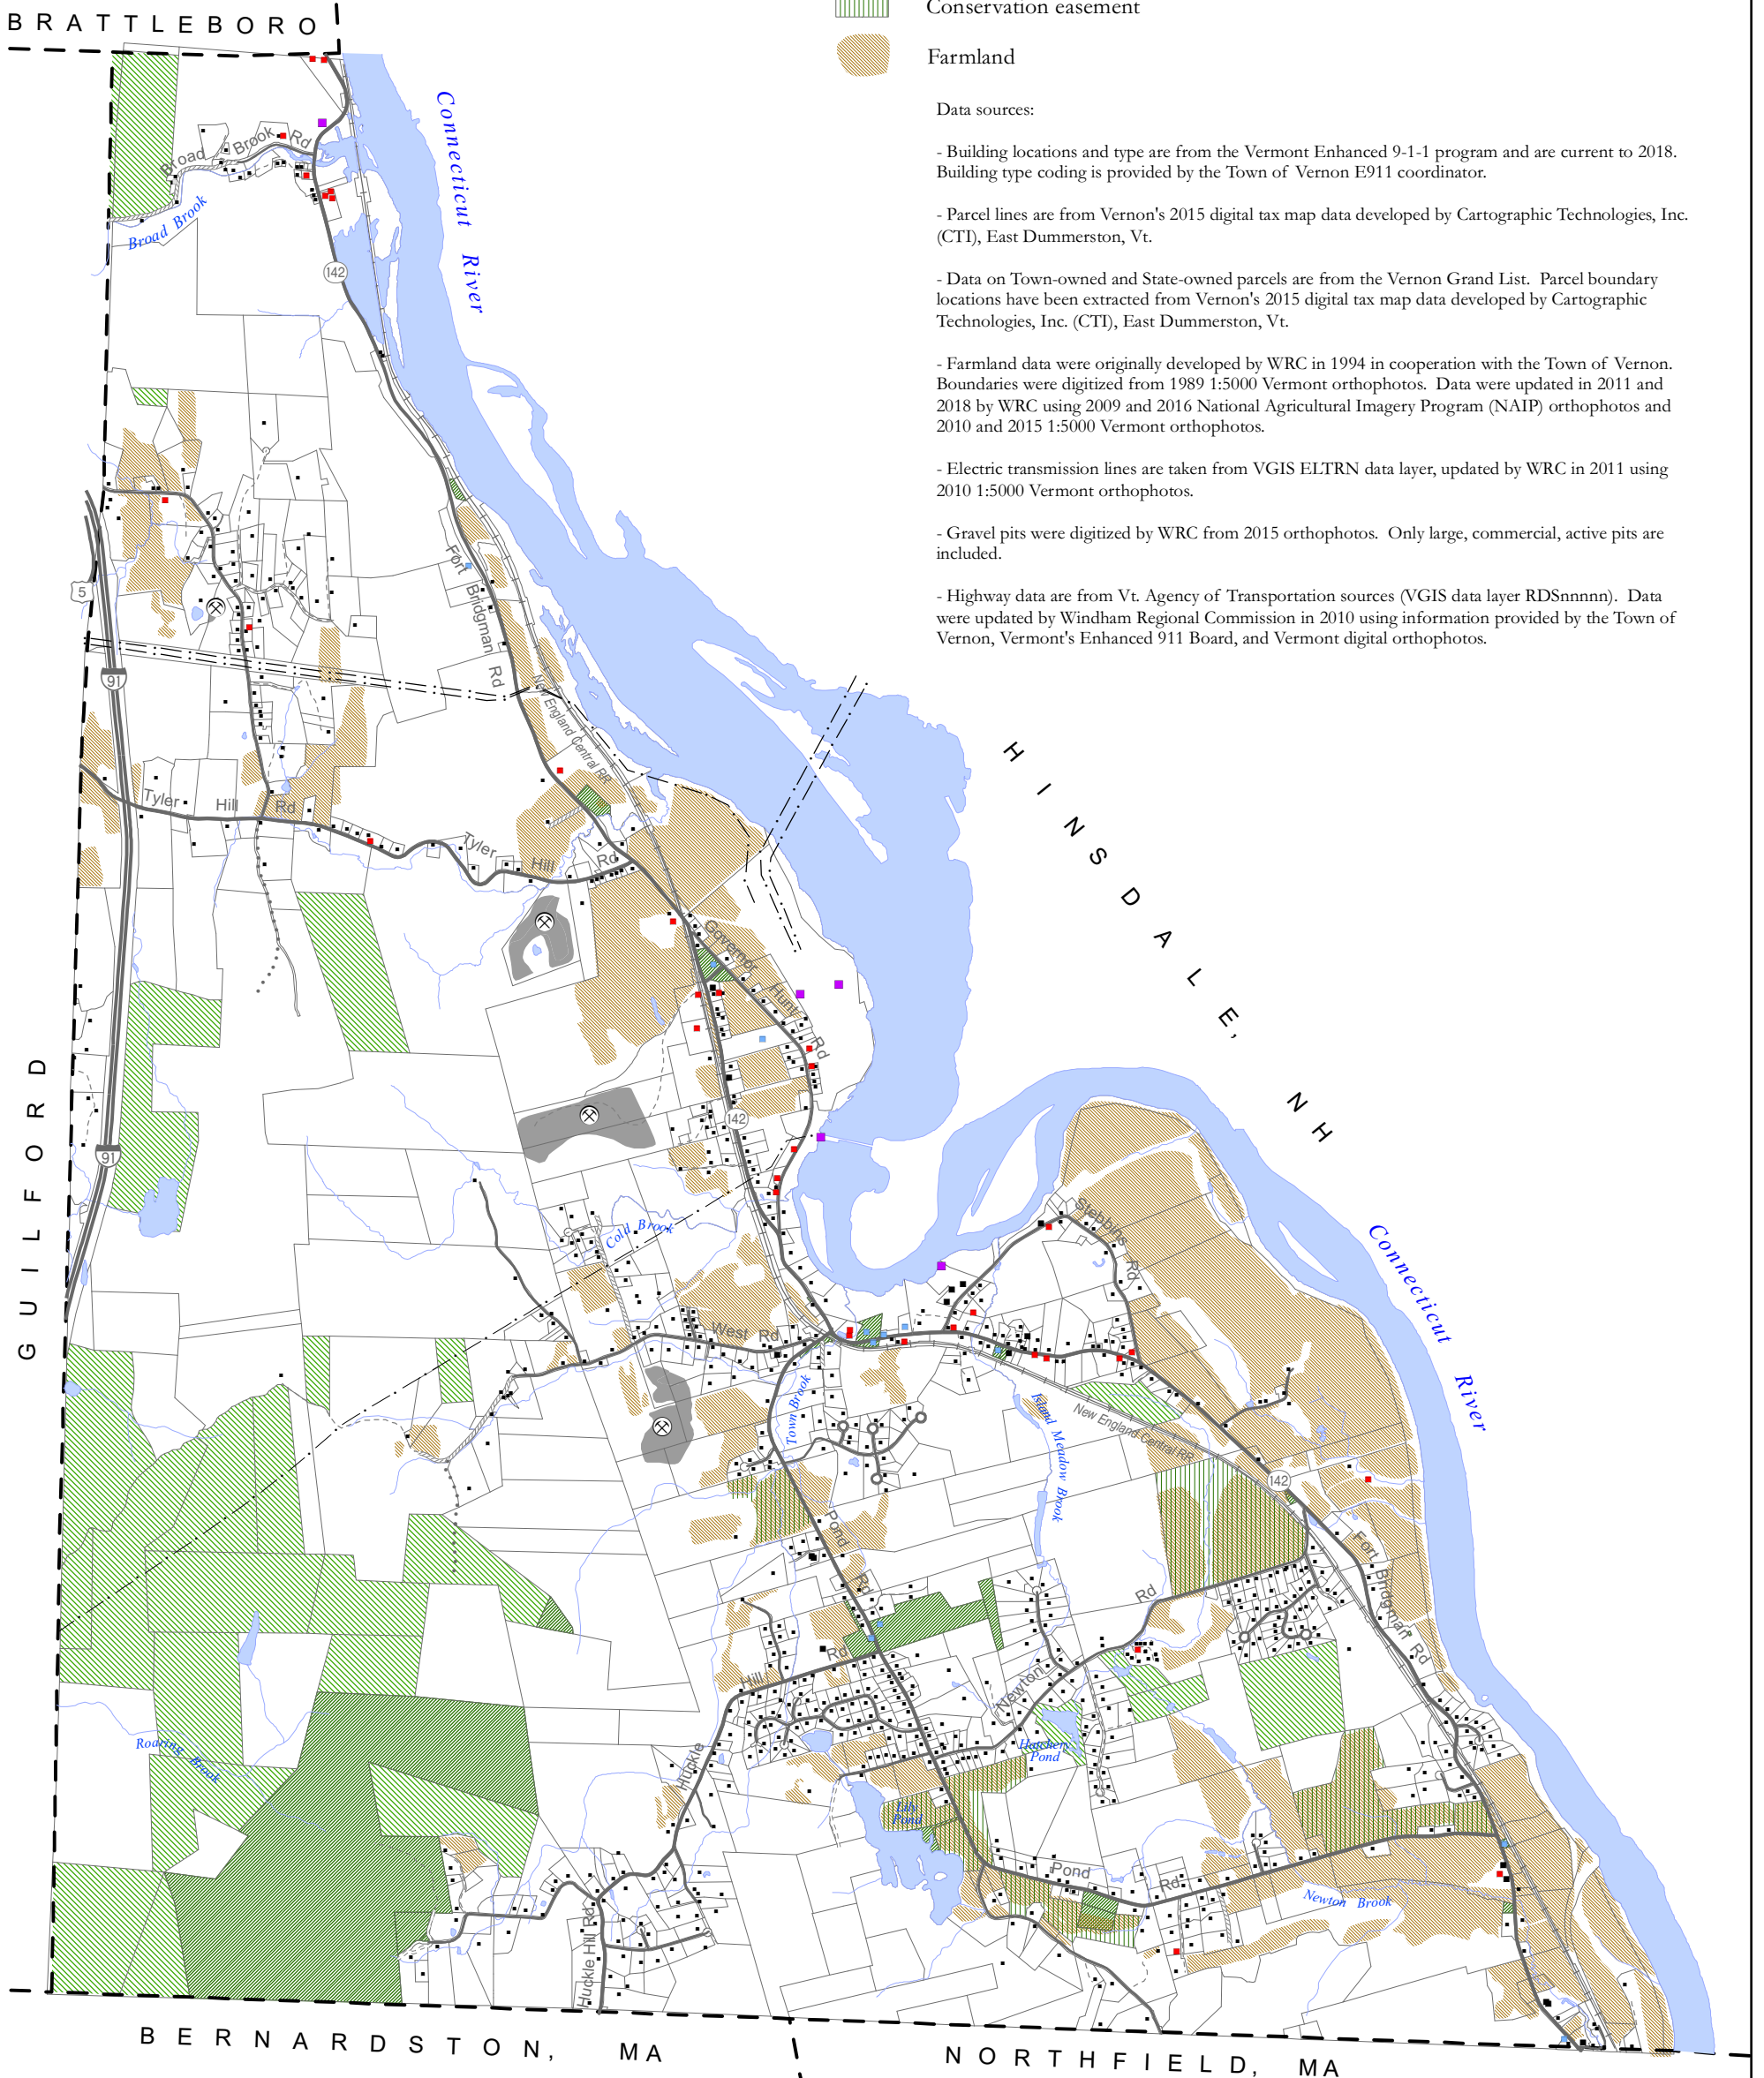 BRATTLEBORO
Conservation easement
Farmland
Data sources:
- Building locations and type are from the Vermont Enhanced 9-1-1 program and are current to 2018.
Building type coding is provided by the Town of Vernon E911 coordinator.
- Parcel lines are from Vernon's 2015 digital tax map data developed by Cartographic Technologies, Inc.
(CTI), East Dummerston, Vt.
- Data on Town-owned and State-owned parcels are from the Vernon Grand List. Parcel boundary
locations have been extracted from Vernon's 2015 digital tax map data developed by Cartographic
Technologies, Inc. (CTI), East Dummerston, Vt.
- Farmland data were originally developed by WRC in 1994 in cooperation with the Town of Vernon.
Boundaries were digitized from 1989 1:5000 Vermont orthophotos. Data were updated in 2011 and
2018 by WRC using 2009 and 2016 National Agricultural Imagery Program (NAIP) orthophotos and
2010 and 2015 1:5000 Vermont orthophotos.
- Electric transmission lines are taken from VGIS ELTRN data layer, updated by WRC in 2011 using
2010 1:5000 Vermont orthophotos.
- Gravel pits were digitized by WRC from 2015 orthophotos. Only large, commercial, active pits are
included.
- Highway data are from Vt. Agency of Transportation sources (VGIS data layer RDSnnnnn). Data
were updated by Windham Regional Commission in 2010 using information provided by the Town of
Vernon, Vermont's Enhanced 911 Board, and Vermont digital orthophotos.
Connecticut River
Broad Brook Rd
Broad Brook
142
Fort Bridgman Rd
5
91
New England Central RR
HINSDALE, NH
Tyler Hill Rd
Tyler Hill Rd
Governor Hunt Rd
GUILFORD
91
142
Cold Brook
Stebbins Rd
Connecticut River
West Rd
Town Brook
Island Meadow Brook
New England Central RR
142
Pond Rd
Fort Bridgman Rd
Newton Rd
Huckle Hill Rd
Roaring Brook
Hatchery
Pond
Lily
Pond
Pond Rd
Newton Brook
Huckle Hill Rd
BERNARDSTON, MA
NORTHFIELD, MA